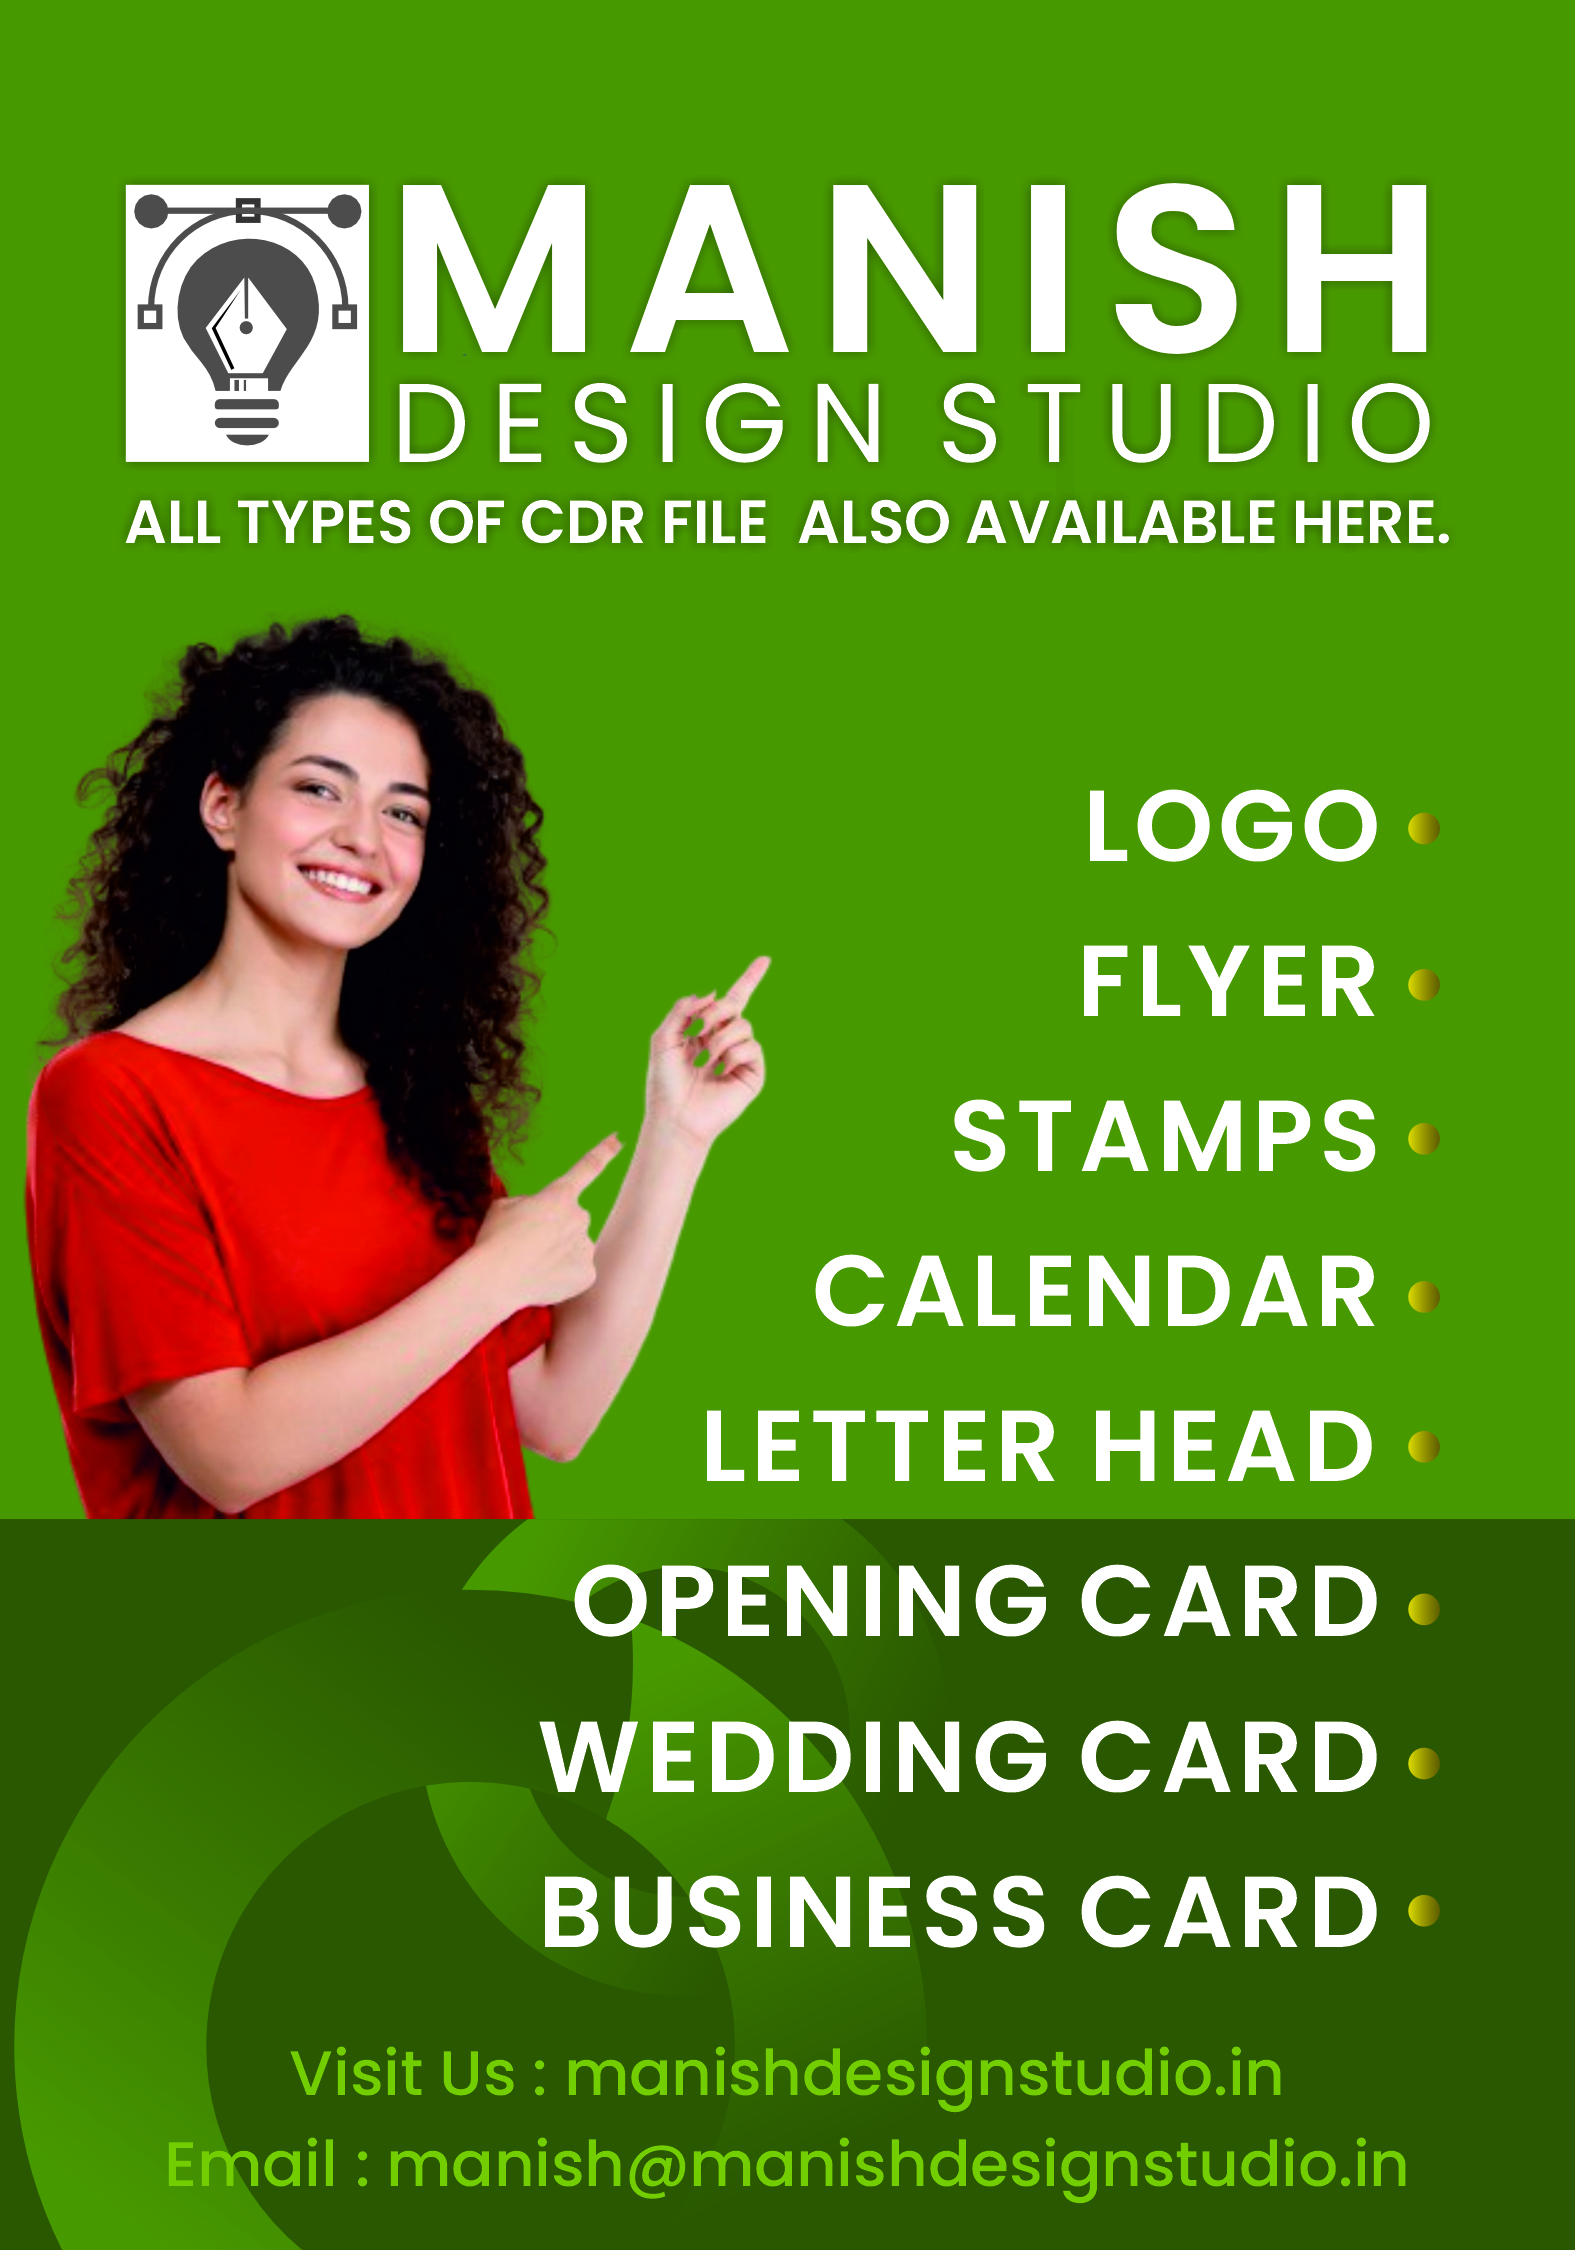 MANISH
DESIGN STUDIO
ALL TYPES OF CDR FILE ALSO AVAILABLE HERE.
LOGO
FLYER
STAMPS
CALENDAR
LETTER HEAD
OPENING CARD
WEDDING CARD
BUSINESS CARD
Visit Us : manishdesignstudio.in
Email : manish@manishdesignstudio.in